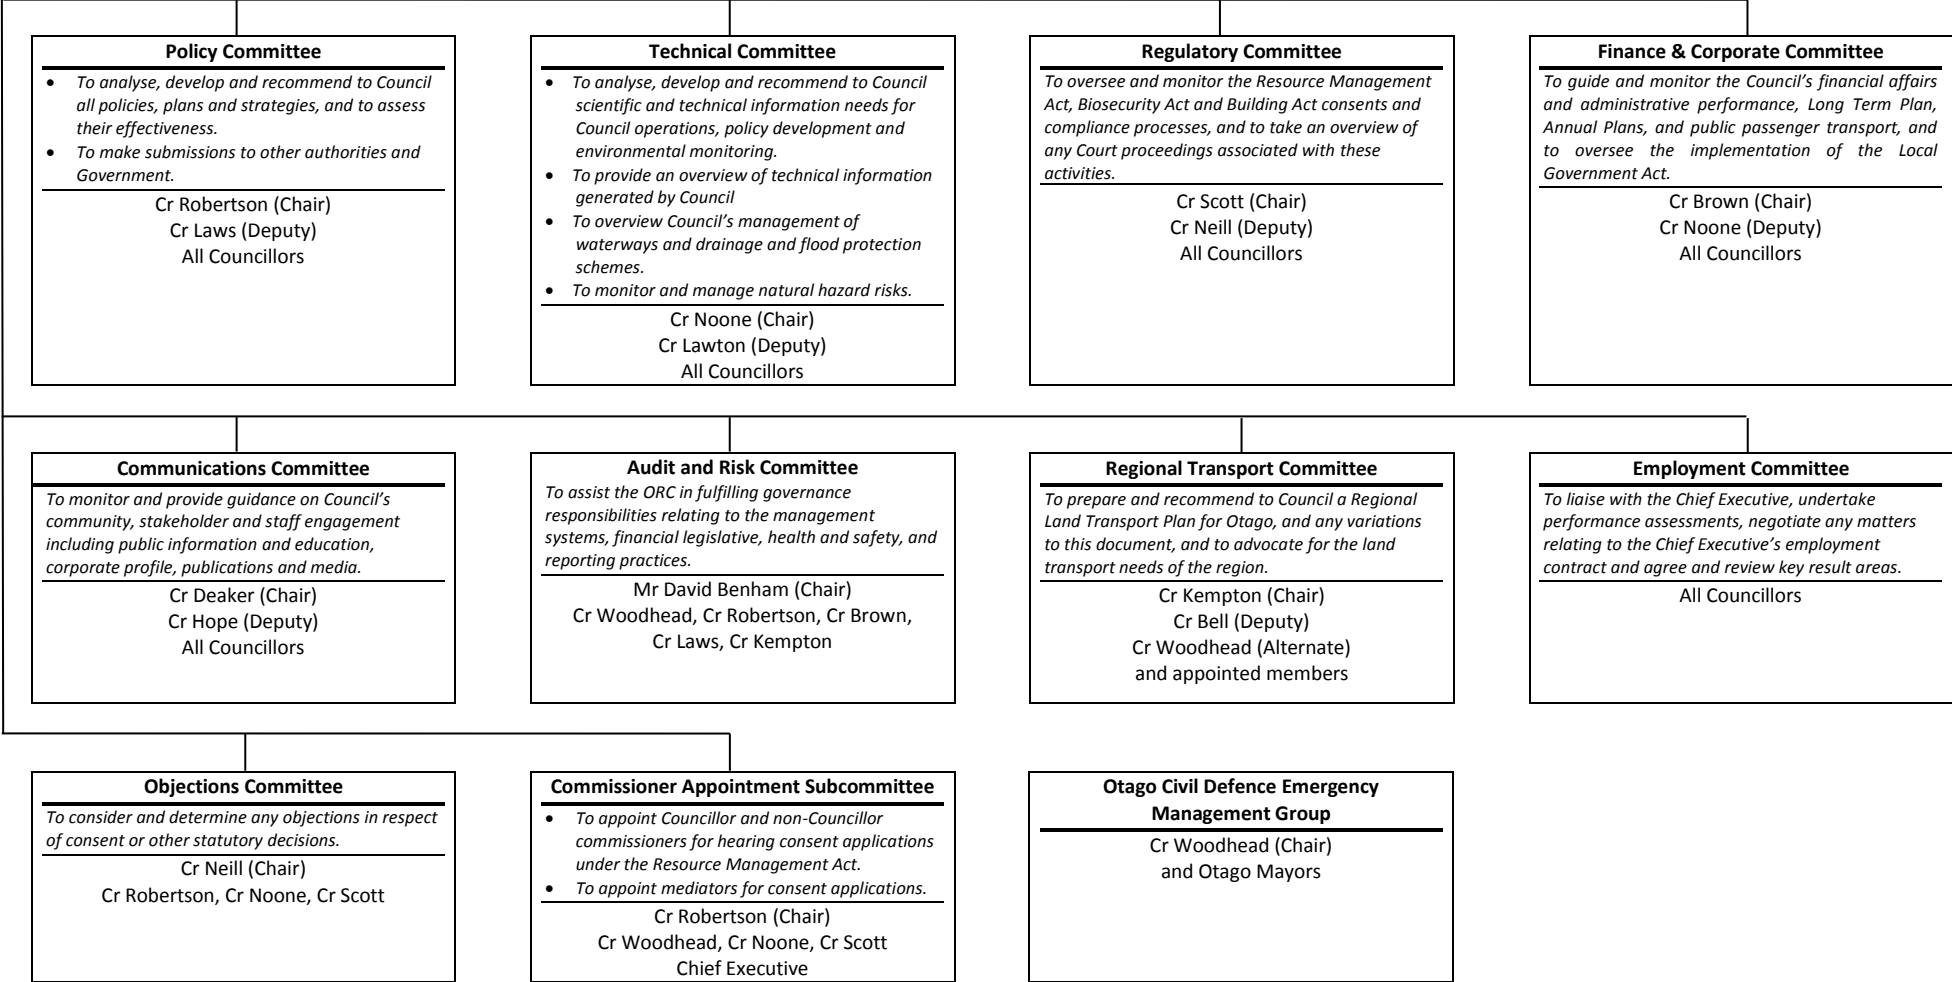 Policy Committee
• To analyse, develop and recommend to Council
all policies, plans and strategies, and to assess
their effectiveness.
• To make submissions to other authorities and
Government.
Cr Robertson (Chair)
Cr Laws (Deputy)
All Councillors
Technical Committee
• To analyse, develop and recommend to Council
scientific and technical information needs for
Council operations, policy development and
environmental monitoring.
• To provide an overview of technical information
generated by Council
• To overview Council’s management of
waterways and drainage and flood protection
schemes.
• To monitor and manage natural hazard risks.
Cr Noone (Chair)
Cr Lawton (Deputy)
All Councillors
Regulatory Committee
To oversee and monitor the Resource Management
Act, Biosecurity Act and Building Act consents and
compliance processes, and to take an overview of
any Court proceedings associated with these
activities.
Cr Scott (Chair)
Cr Neill (Deputy)
All Councillors
Finance & Corporate Committee
To guide and monitor the Council’s financial affairs
and administrative performance, Long Term Plan,
Annual Plans, and public passenger transport, and
to oversee the implementation of the Local
Government Act.
Cr Brown (Chair)
Cr Noone (Deputy)
All Councillors
Communications Committee
To monitor and provide guidance on Council’s
community, stakeholder and staff engagement
including public information and education,
corporate profile, publications and media.
Cr Deaker (Chair)
Cr Hope (Deputy)
All Councillors
Audit and Risk Committee
To assist the ORC in fulfilling governance
responsibilities relating to the management
systems, financial legislative, health and safety, and
reporting practices.
Mr David Benham (Chair)
Cr Woodhead, Cr Robertson, Cr Brown,
Cr Laws, Cr Kempton
Regional Transport Committee
To prepare and recommend to Council a Regional
Land Transport Plan for Otago, and any variations
to this document, and to advocate for the land
transport needs of the region.
Cr Kempton (Chair)
Cr Bell (Deputy)
Cr Woodhead (Alternate)
and appointed members
Employment Committee
To liaise with the Chief Executive, undertake
performance assessments, negotiate any matters
relating to the Chief Executive’s employment
contract and agree and review key result areas.
All Councillors
Objections Committee
To consider and determine any objections in respect
of consent or other statutory decisions.
Cr Neill (Chair)
Cr Robertson, Cr Noone, Cr Scott
Commissioner Appointment Subcommittee
• To appoint Councillor and non-Councillor
commissioners for hearing consent applications
under the Resource Management Act.
• To appoint mediators for consent applications.
Cr Robertson (Chair)
Cr Woodhead, Cr Noone, Cr Scott
Chief Executive
Otago Civil Defence Emergency
Management Group
Cr Woodhead (Chair)
and Otago Mayors